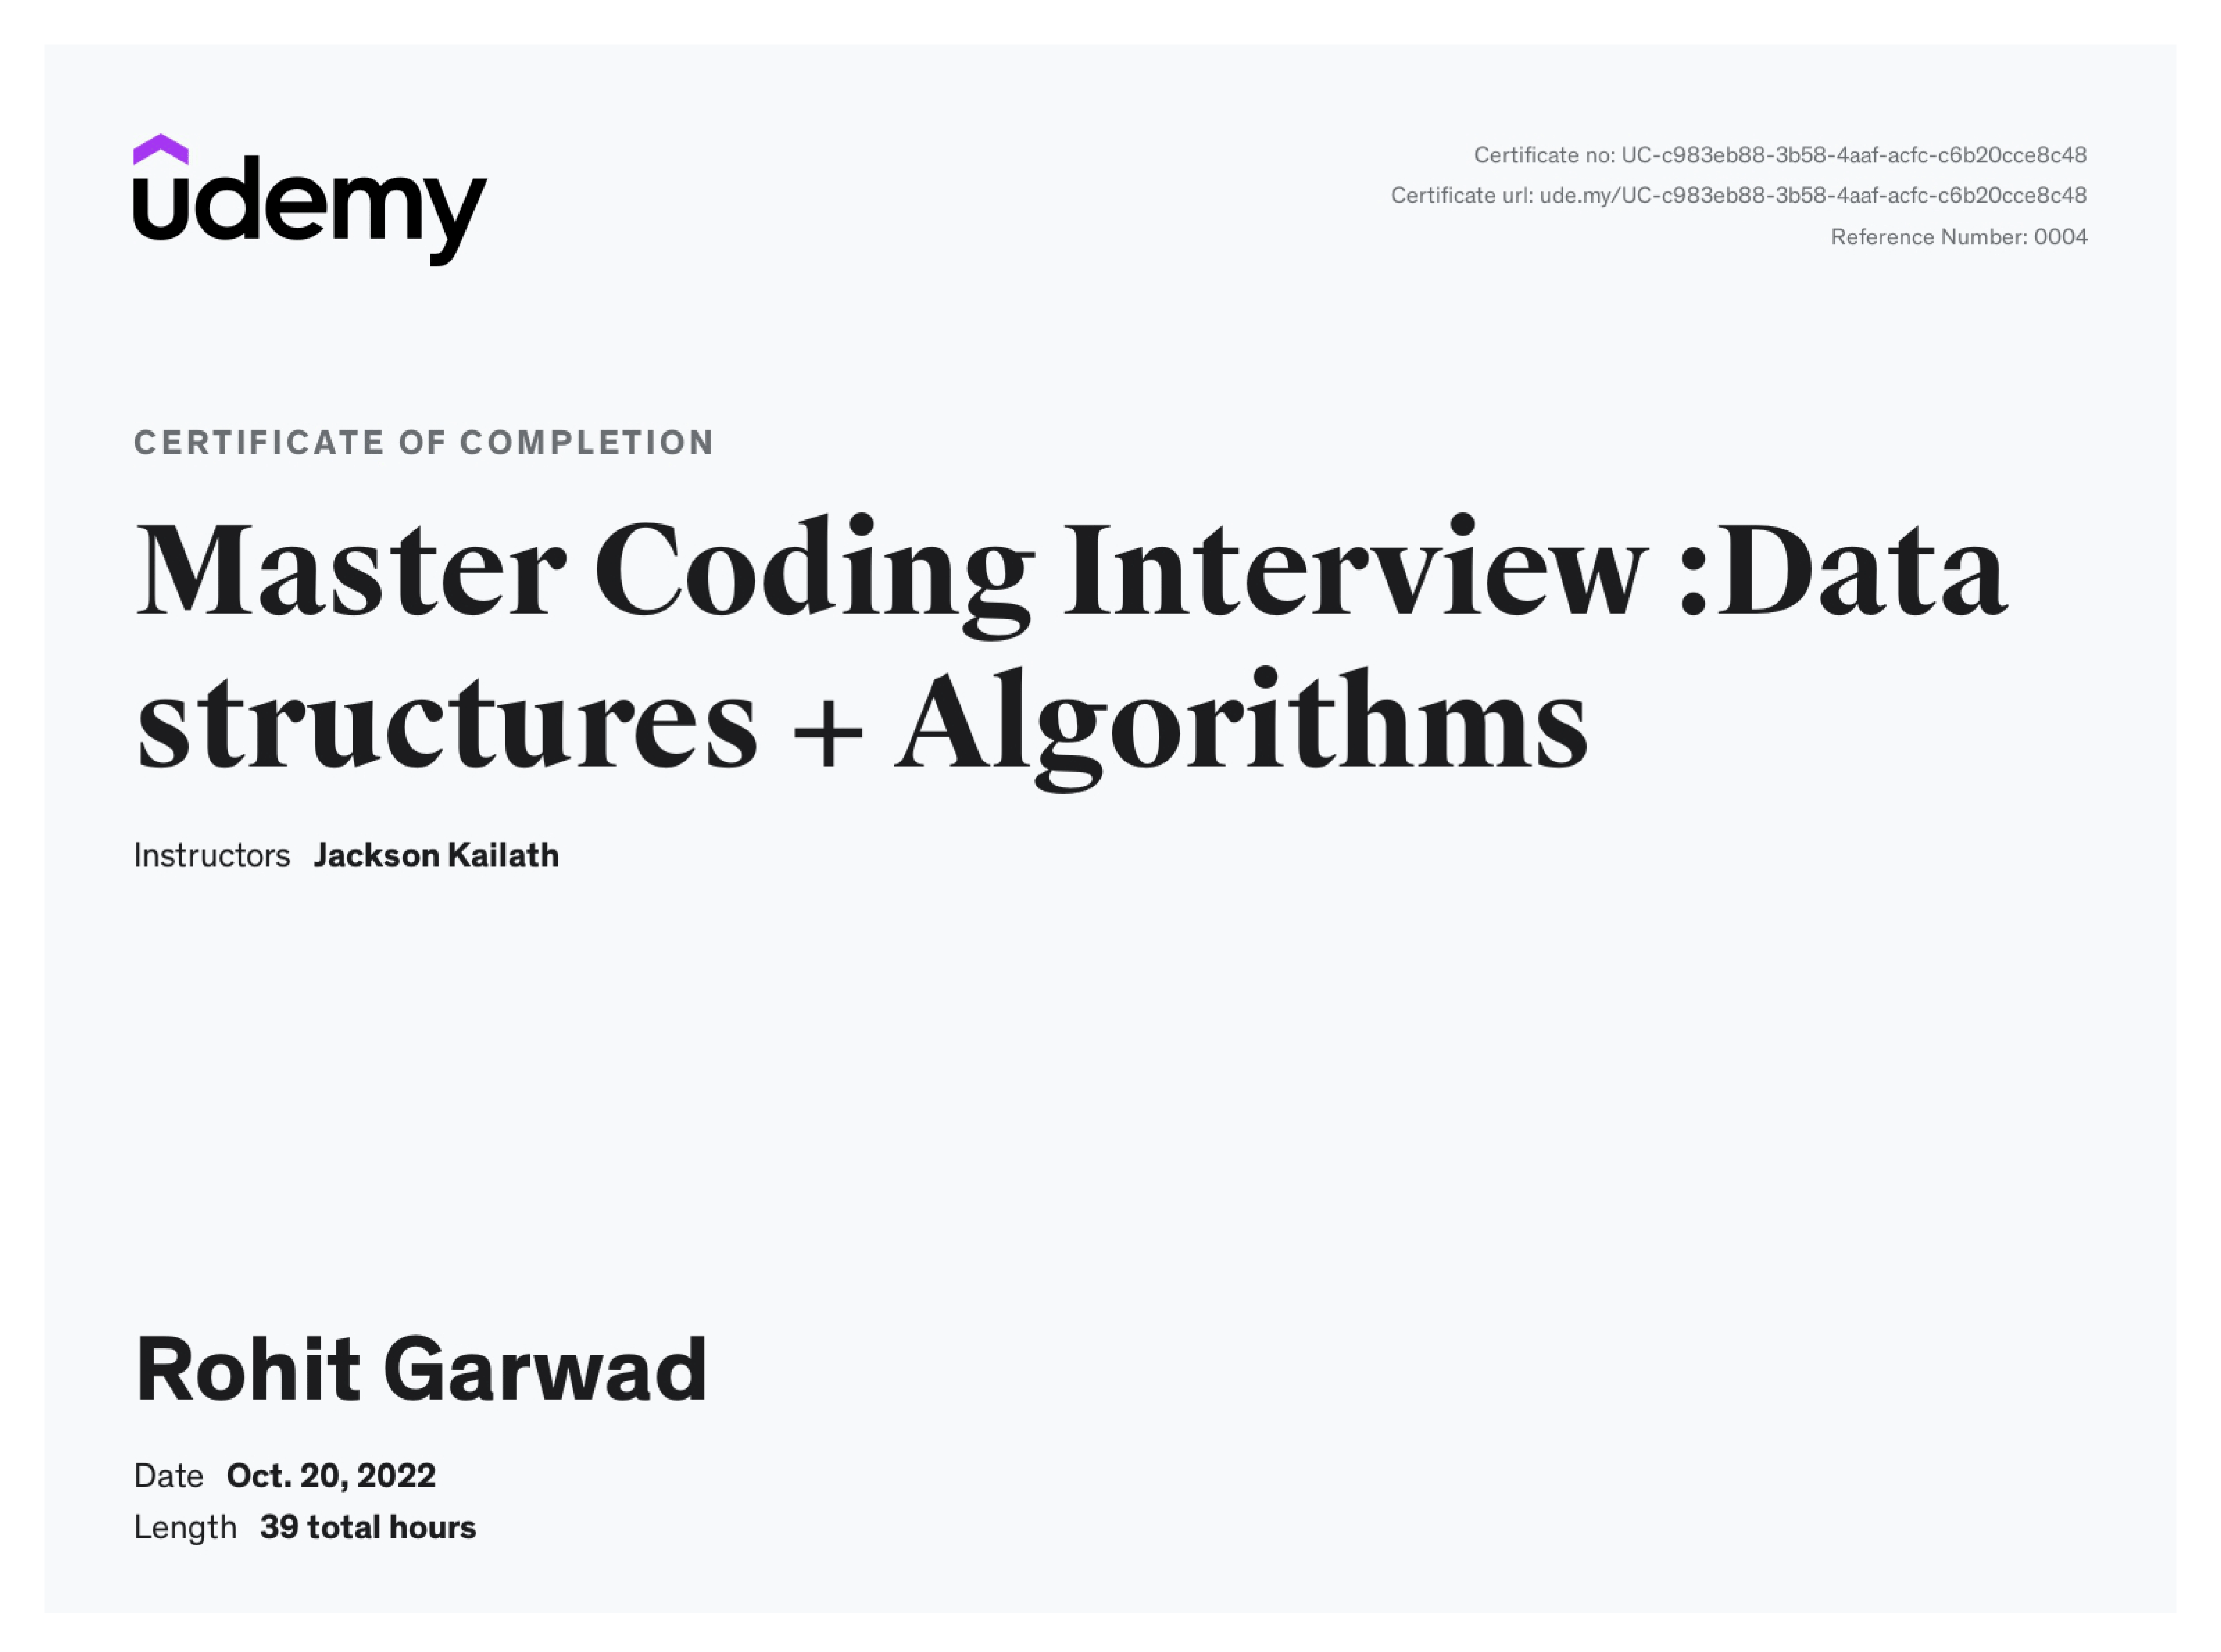 udemy
Certificate no: UC-c983eb88-3b58-4aaf-acfc-c6b20cce8c48
Certificate url: ude.my/UC-c983eb88-3b58-4aaf-acfc-c6b20cce8c48
Reference Number: 0004
CERTIFICATE OF COMPLETION
Master Coding Interview :Data
structures + Algorithms
Instructors Jackson Kailath
Rohit Garwad
Date Oct. 20, 2022
Length 39 total hours